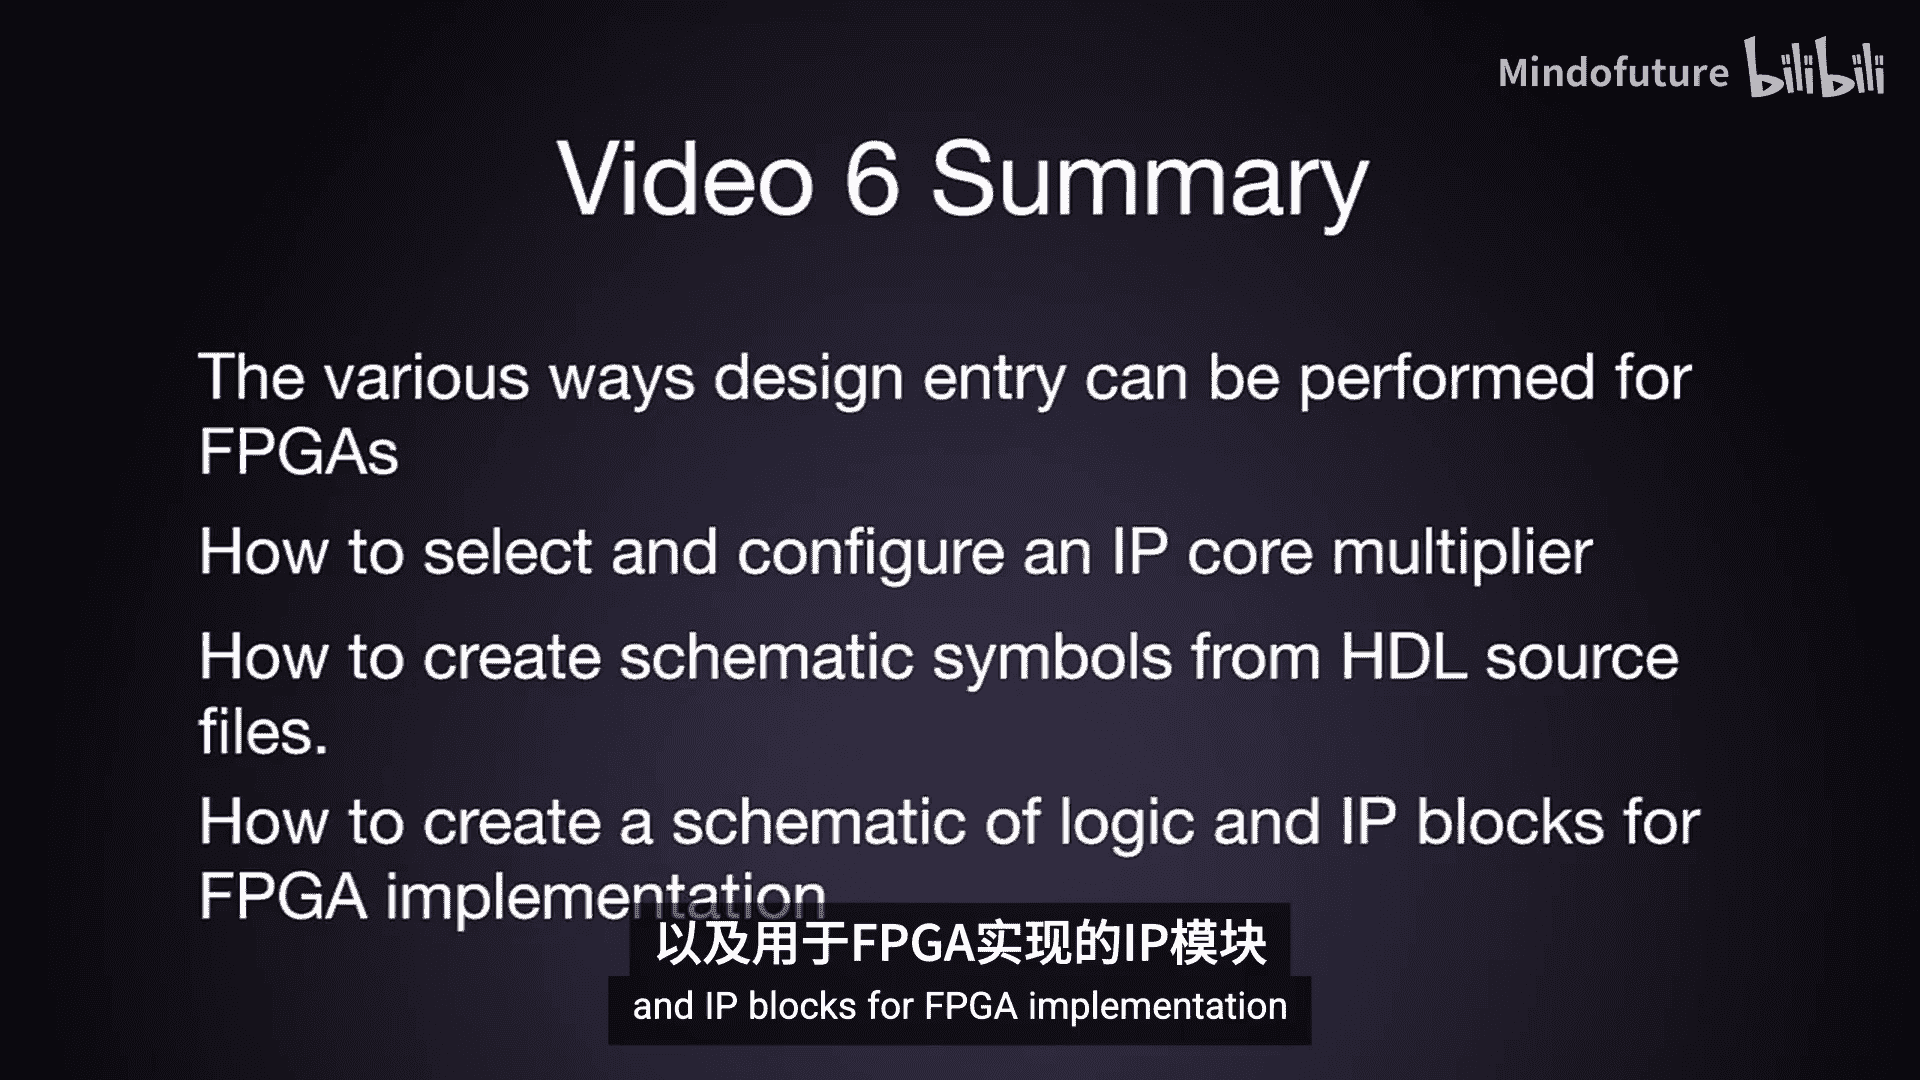 Mindofuture bilibili
Video 6 Summary
The various ways design entry can be performed for
FPGAs
How to select and configure an IP core multiplier
How to create schematic symbols from HDL source
files.
How to create a schematic of logic and IP blocks for
FPGA implementation
以及用于FPGA实现的IP模块
and IP blocks for FPGA implementation